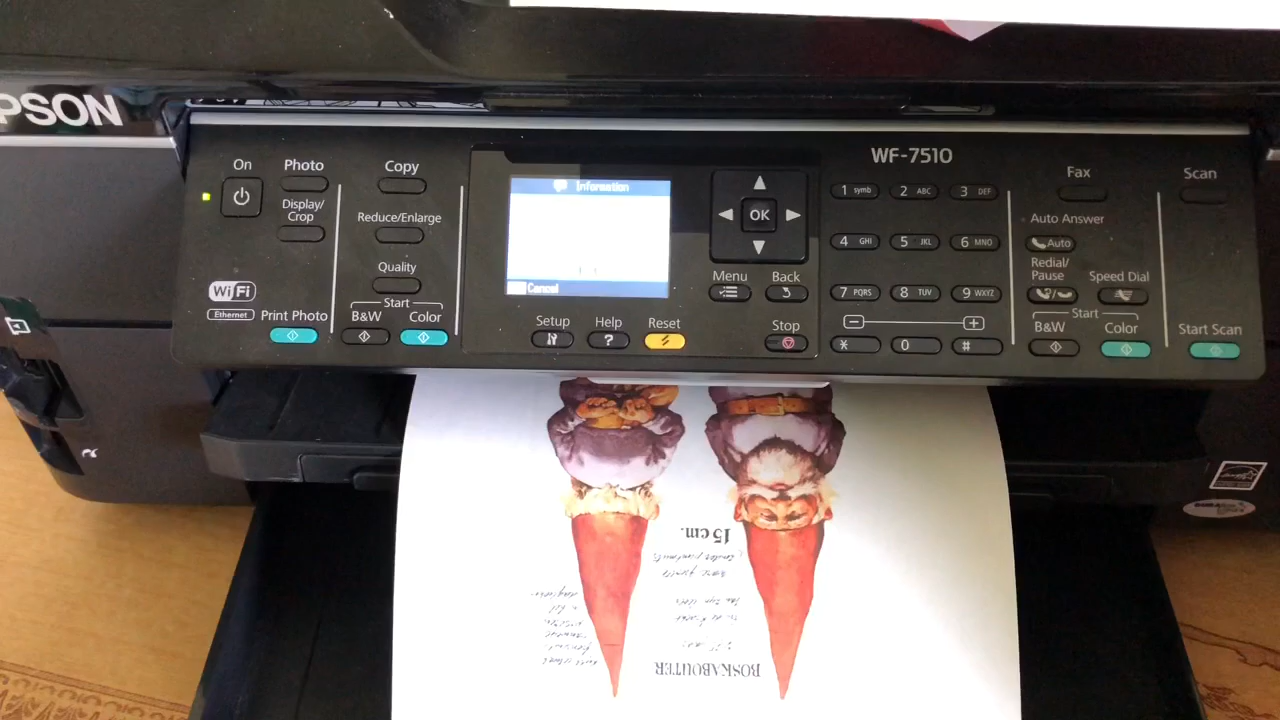 PSON
WF-7510
On
Photo
Copy
Fax
Scan
Display/
Crop
Reduce/Enlarge
Quality
Start
B&W
Color
Wi Fi
Ethernet
Print Photo
Information
Cancel
OK
Menu
Back
Setup
Help
Reset
Stop
1 symb
2 ABC
3 DEF
4 GHI
5 JKL
6 MNO
7 PQRS
8 TUV
9 WXYZ
*
0
#
Auto Answer
Auto
Redial/
Pause
Speed Dial
Start
B&W
Color
Start Scan
15 cm.
BOSKABOUTER